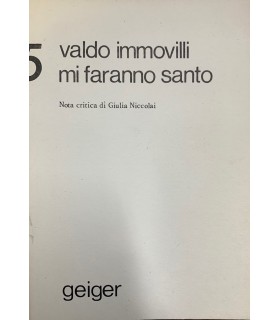 5
valdo immovilli
mi faranno santo
Nota critica di Giulia Niccolai
geiger